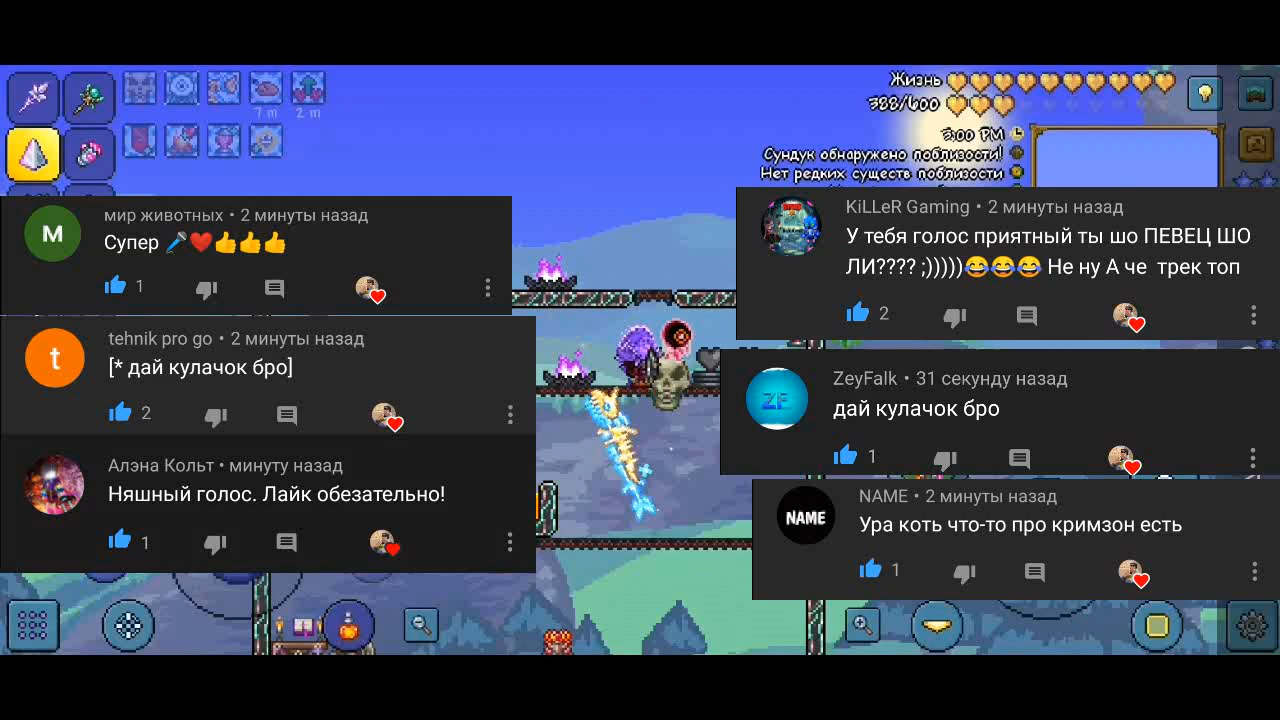 Жизнь
388/600
3:00 PM
Сундук обнаружено поблизости!
Нет редких существ поблизости
7 m
2 m
М
мир животных • 2 минуты назад
Супер 🎤❤️👍👍👍
1
t
tehnik pro go • 2 минуты назад
[* дай кулачок бро]
2
Алэна Кольт • минуту назад
Няшный голос. Лайк обезательно!
1
KiLLeR Gaming • 2 минуты назад
У тебя голос приятный ты шо ПЕВЕЦ ШО
ЛИ???? ;)))))😂😂😂 Не ну А че трек топ
2
ZF
ZeyFalk • 31 секунду назад
дай кулачок бро
1
NAME
NAME • 2 минуты назад
Ура коть что-то про кримзон есть
1